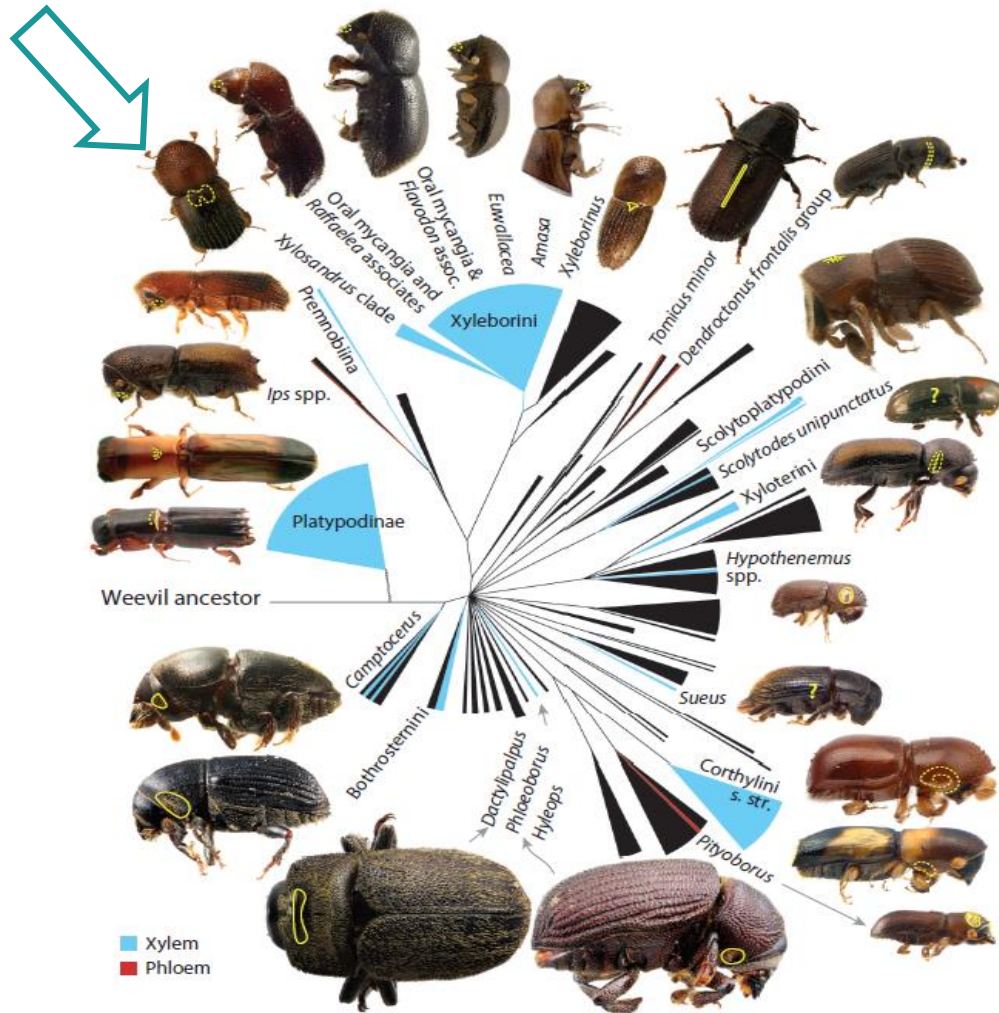 Oral mycangia and
Raffaelea associates
Oral mycangia &
Flavodon assoc.
Euwallacea
Amasa
Xyleborinus
Xylosandrus clade
Premnobiina
Xyleborini
Tomicus minor
Dendroctonus frontalis group
Ips spp.
Scolytoplatypodini
Scolytodes unipunctatus
?
Xyloterini
Platypodinae
Hypothenemus
spp.
Weevil ancestor
Camptocerus
Sueus
?
Bothrosternini
Dactylipalpus
Phloeoborus
Hyleops
Corthylini
s. str.
Pityoborus
Xylem
Phloem